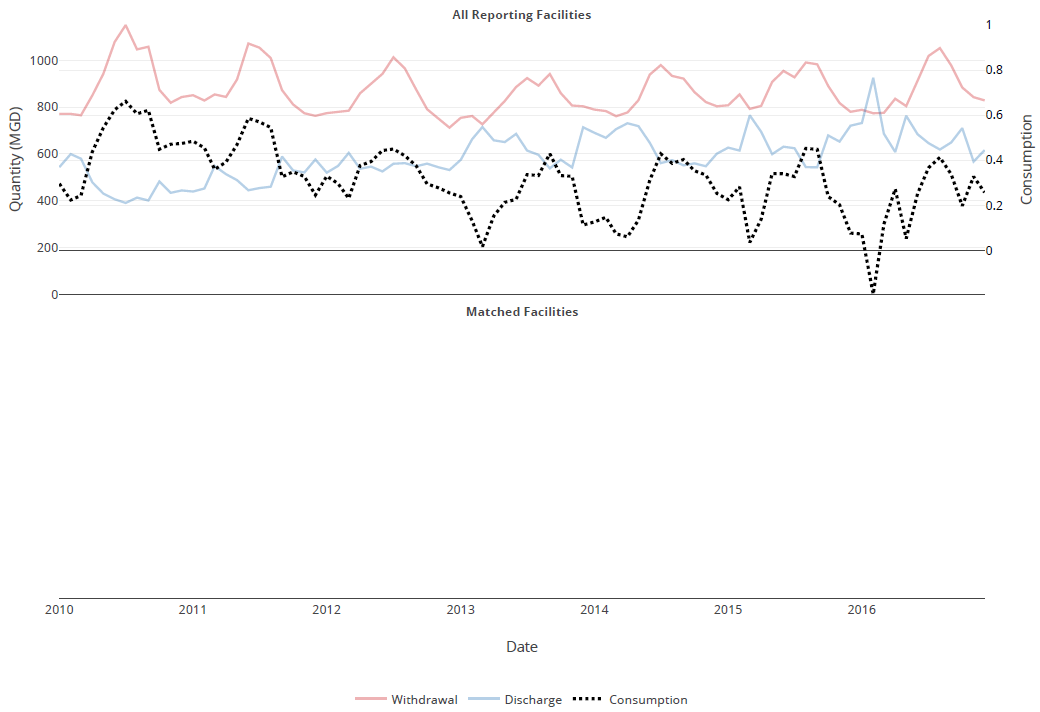 All Reporting Facilities
1
1000
0.8
800
0.6
600
0.4
400
0.2
200
0
0
Quantity (MGD)
Consumption
Matched Facilities
2010 2011 2012 2013 2014 2015 2016
Date
Withdrawal Discharge Consumption